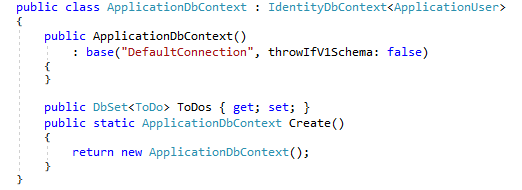 public class ApplicationDbContext : IdentityDbContext<ApplicationUser>
{
    public ApplicationDbContext()
        : base("DefaultConnection", throwIfV1Schema: false)
    {
    }

    public DbSet<ToDo> ToDos { get; set; }
    public static ApplicationDbContext Create()
    {
        return new ApplicationDbContext();
    }
}